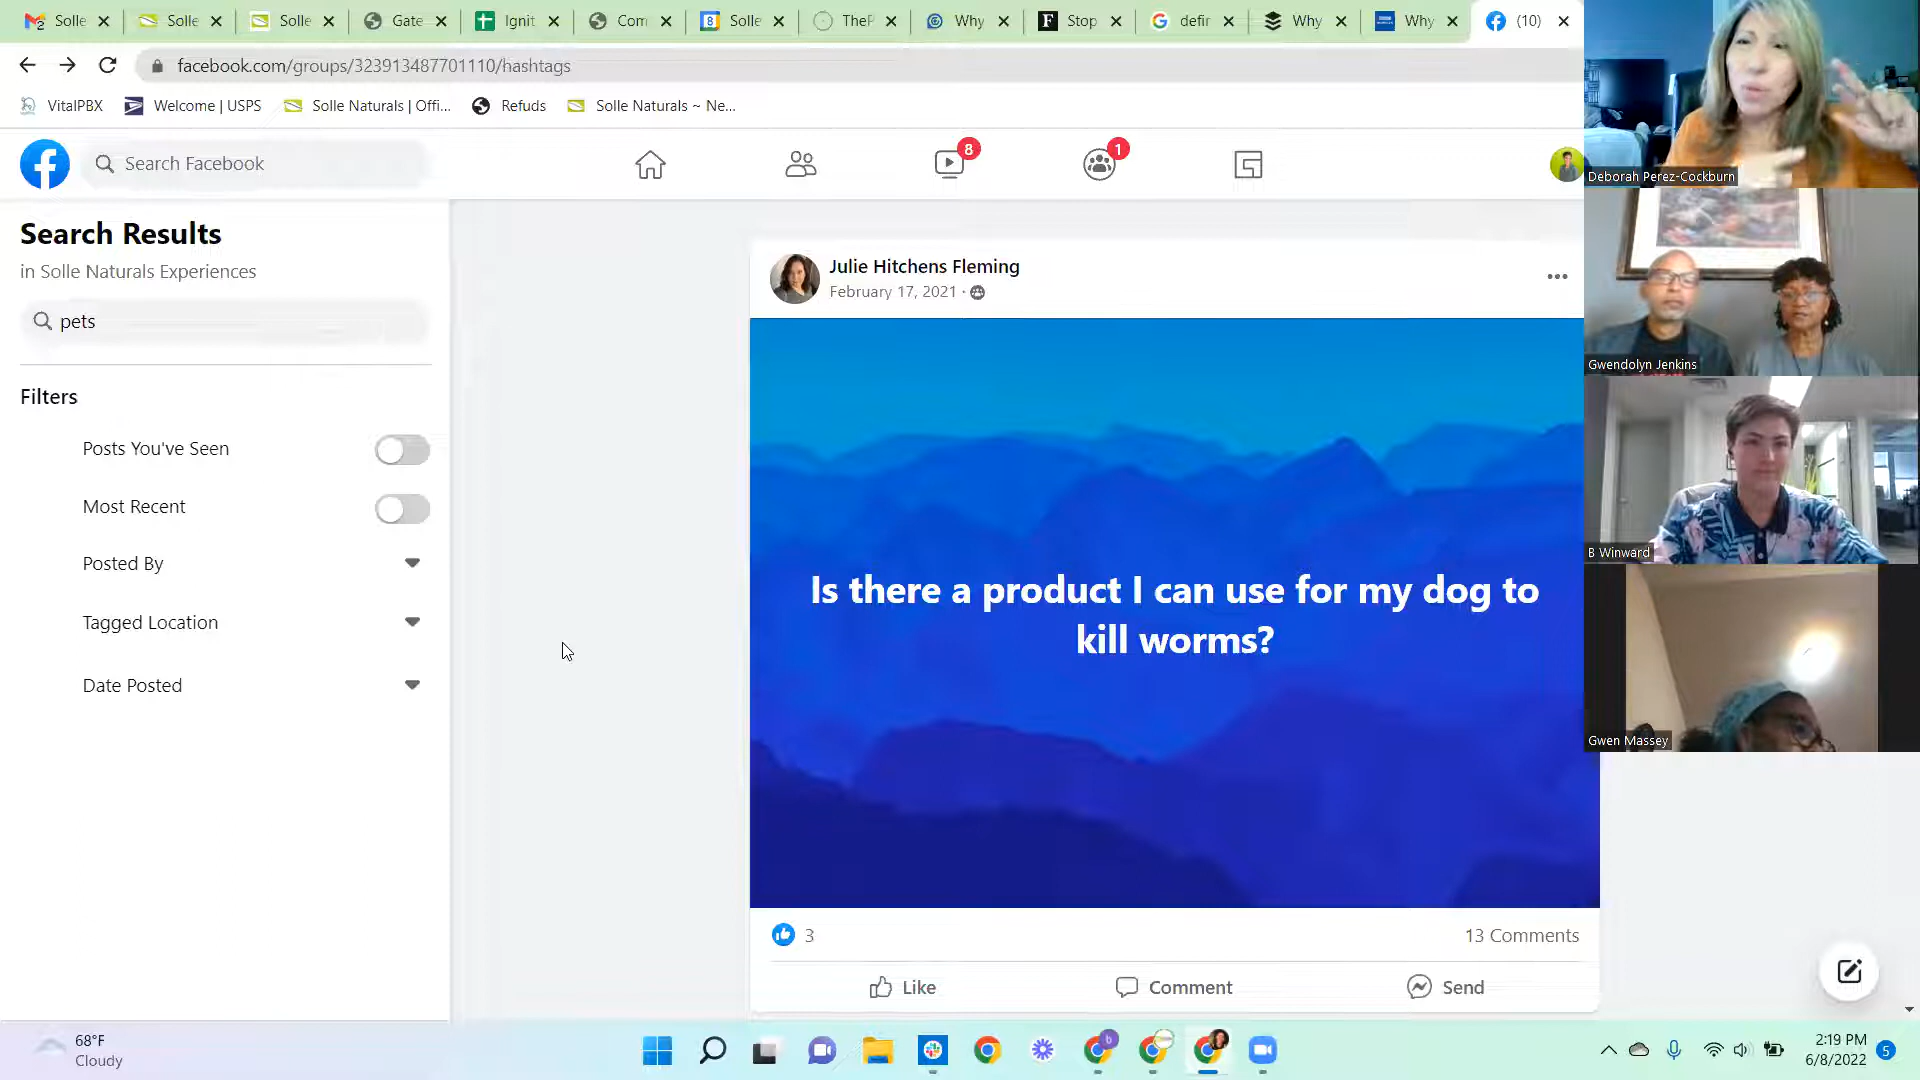 Solle
Solle
Solle
Gate
Ignit
Com
8
Solle
TheF
Why
Stop
defir
Why
Why
(10)
facebook.com/groups/323913487701110/hashtags
VitalPBX
Welcome | USPS
Solle Naturals | Offi...
Refuds
Solle Naturals ~ Ne...
Search Facebook
8
1
Deborah Perez-Cockburn
Search Results
in Solle Naturals Experiences
pets
Filters
Posts You've Seen
Most Recent
Posted By
Tagged Location
Date Posted
Julie Hitchens Fleming
February 17, 2021 ·
Is there a product I can use for my dog to
kill worms?
3
13 Comments
Like
Comment
Send
Gwendolyn Jenkins
B Winward
Gwen Massey
68°F
Cloudy
b
2:19 PM
6/8/2022
5